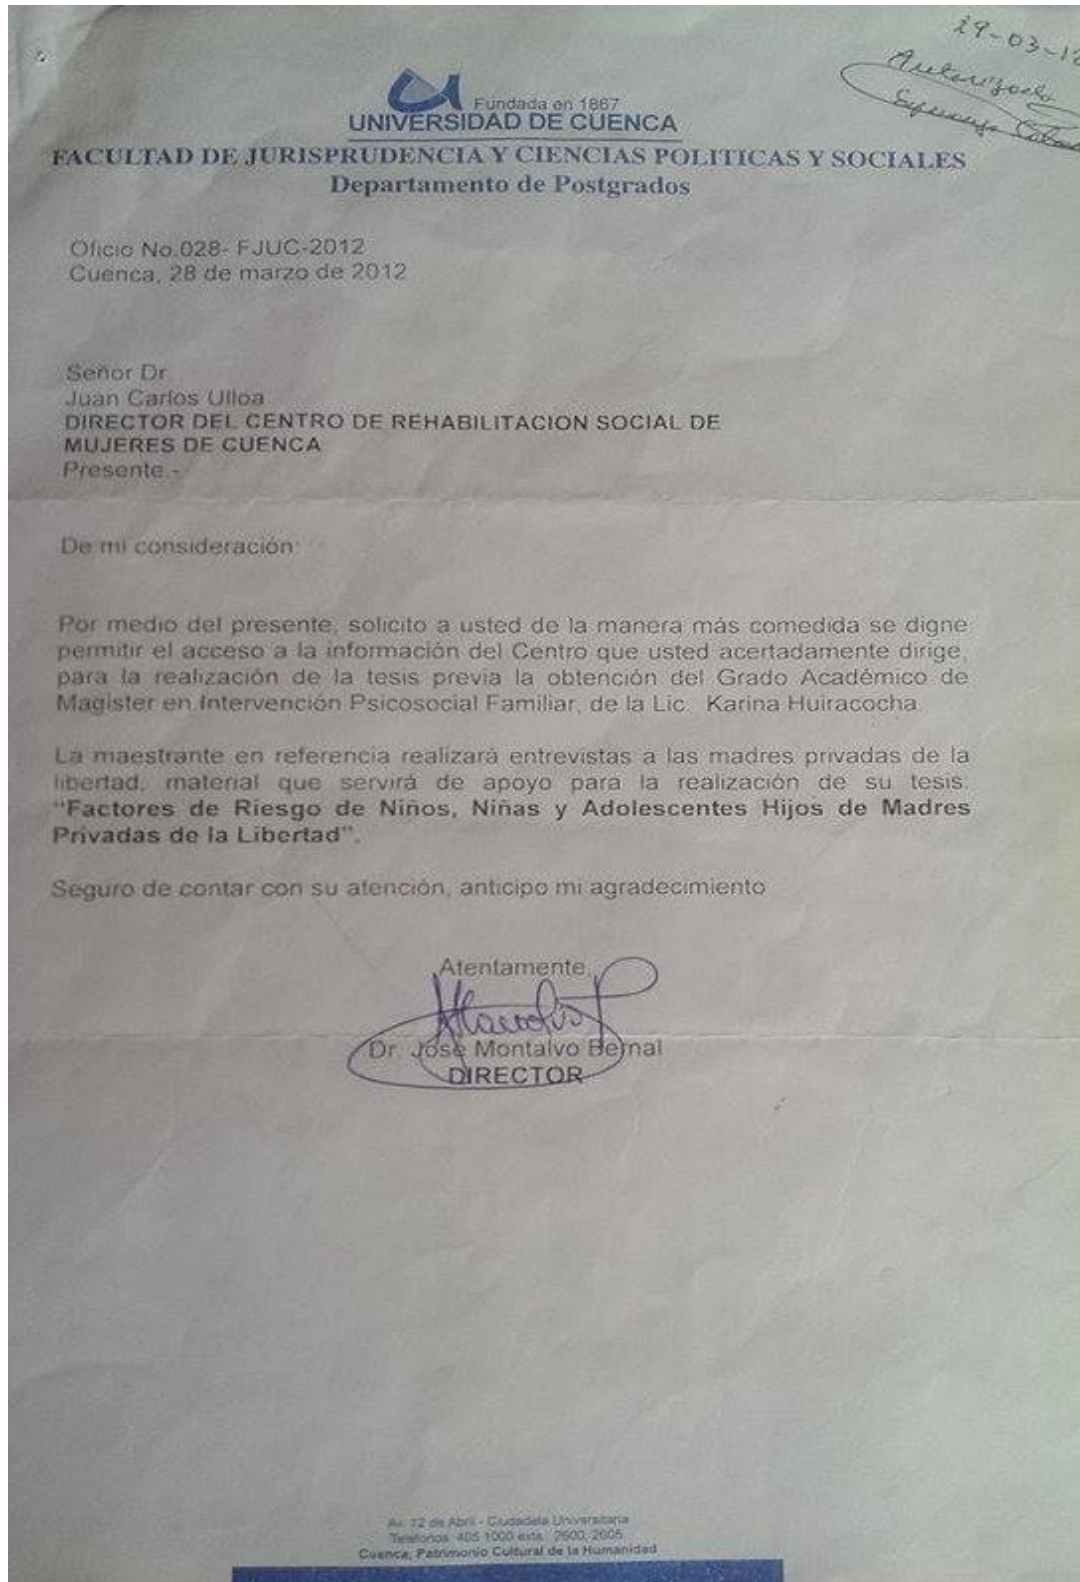 29-03-12
Autorizado
Fundada en 1867
UNIVERSIDAD DE CUENCA
FACULTAD DE JURISPRUDENCIA Y CIENCIAS POLITICAS Y SOCIALES
Departamento de Postgrados
Oficio No.028- FJUC-2012
Cuenca, 28 de marzo de 2012
Señor Dr
Juan Carlos Ulloa
DIRECTOR DEL CENTRO DE REHABILITACION SOCIAL DE
MUJERES DE CUENCA
Presente.-
De mi consideración:
Por medio del presente, solicito a usted de la manera más comedida se digne
permitir el acceso a la información del Centro que usted acertadamente dirige,
para la realización de la tesis previa la obtención del Grado Académico de
Magister en Intervención Psicosocial Familiar, de la Lic. Karina Huiracocha.
La maestrante en referencia realizará entrevistas a las madres privadas de la
libertad, material que servirá de apoyo para la realización de su tesis:
“Factores de Riesgo de Niños, Niñas y Adolescentes Hijos de Madres
Privadas de la Libertad”.
Seguro de contar con su atención, anticipo mi agradecimiento
Atentamente,
Dr. José Montalvo Bernal
DIRECTOR
Av. 12 de Abril - Ciudadela Universitaria
Teléfonos: 405 1000 exts. 2600, 2605
Cuenca, Patrimonio Cultural de la Humanidad